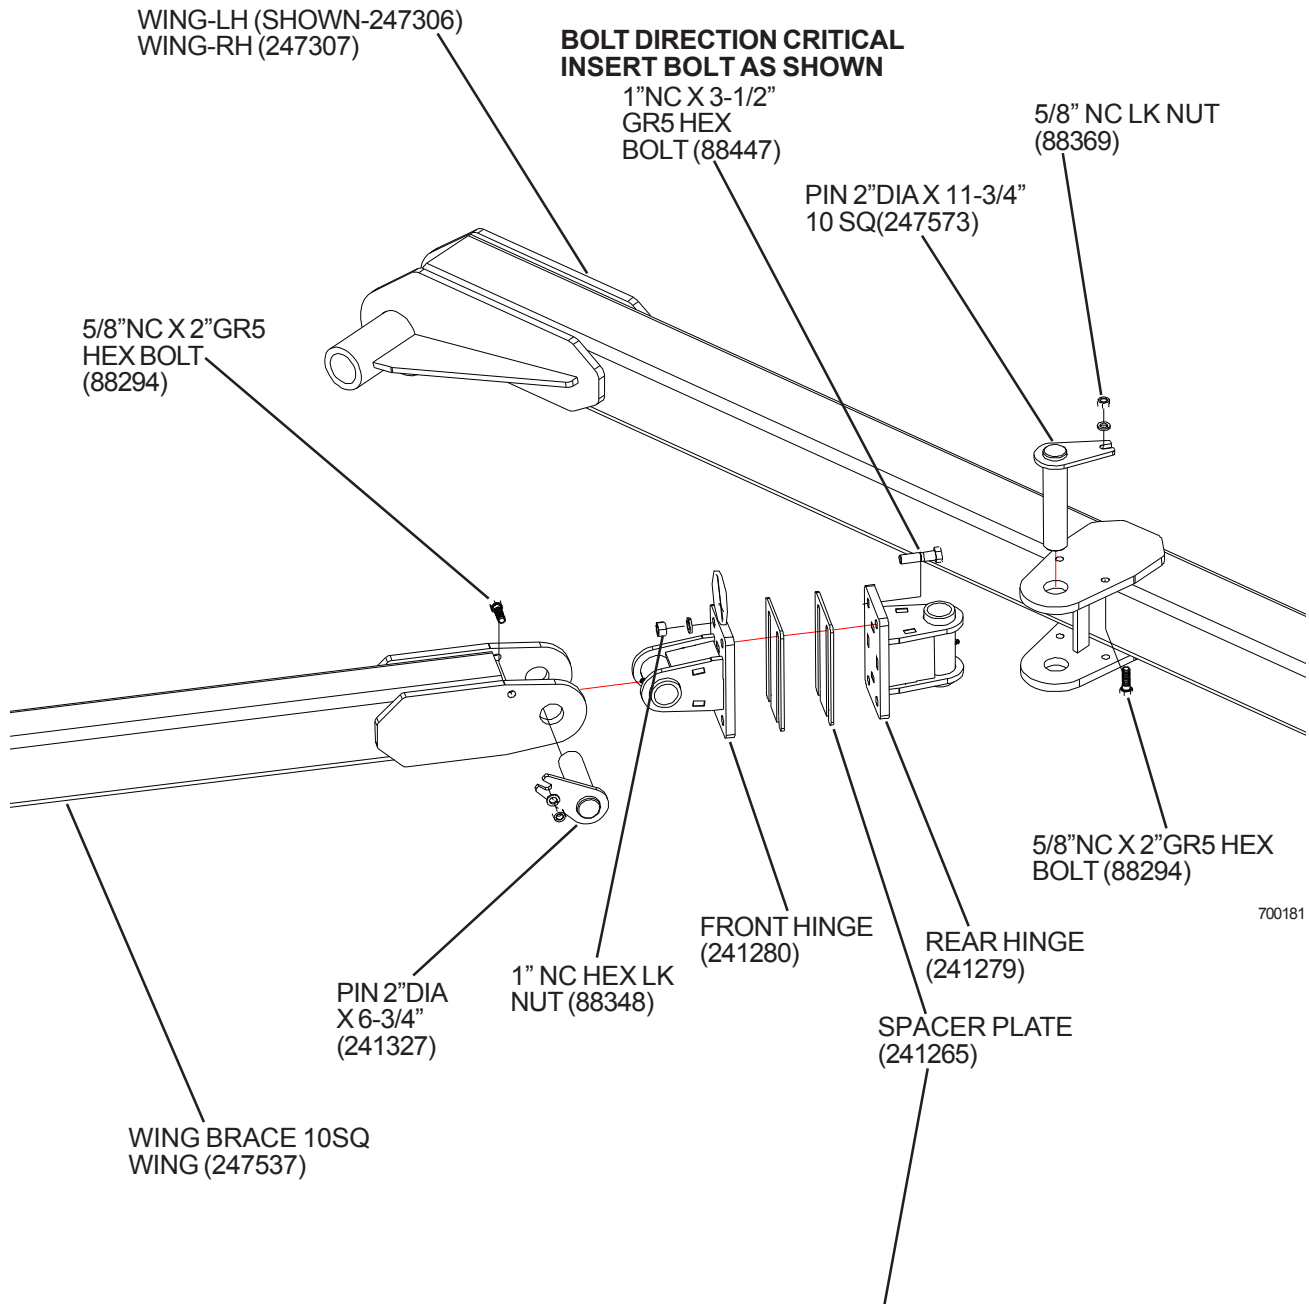 WING-LH (SHOWN-247306)
WING-RH (247307)
BOLT DIRECTION CRITICAL
INSERT BOLT AS SHOWN
1”NC X 3-1/2”
GR5 HEX
BOLT (88447)
5/8” NC LK NUT
(88369)
PIN 2”DIA X 11-3/4”
10 SQ(247573)
5/8”NC X 2”GR5
HEX BOLT
(88294)
5/8”NC X 2”GR5 HEX
BOLT (88294)
700181
FRONT HINGE
(241280)
REAR HINGE
(241279)
1” NC HEX LK
NUT (88348)
PIN 2”DIA
X 6-3/4”
(241327)
SPACER PLATE
(241265)
WING BRACE 10SQ
WING (247537)